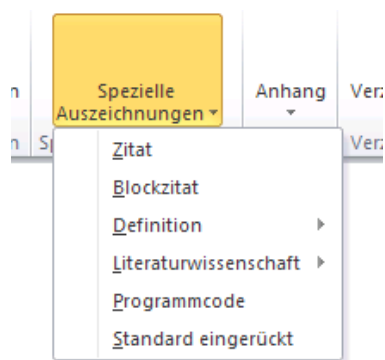 Spezielle Anhang
Auszeichnungen
Zitat
Blockzitat
Definition
Literaturwissenschaft
Programmcode
Standard eingerückt